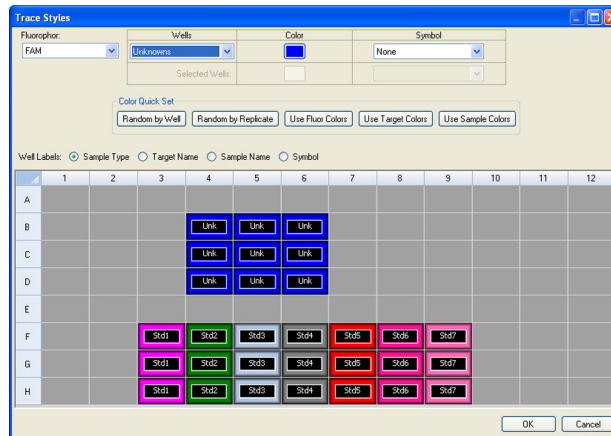 Trace Styles
Fluorophor: Wells Color Symbol
FAM Unknowns None
Selected Wells:
Color Quick Set
Random by Well Random by Replicate Use Fluor Colors Use Target Colors Use Sample Colors
Well Labels: Sample Type Target Name Sample Name Symbol
1 2 3 4 5 6 7 8 9 10 11 12
A
B Unk Unk Unk
C Unk Unk Unk
D Unk Unk Unk
E
F Std1 Std2 Std3 Std4 Std5 Std6 Std7
G Std1 Std2 Std3 Std4 Std5 Std6 Std7
H Std1 Std2 Std3 Std4 Std5 Std6 Std7
OK Cancel